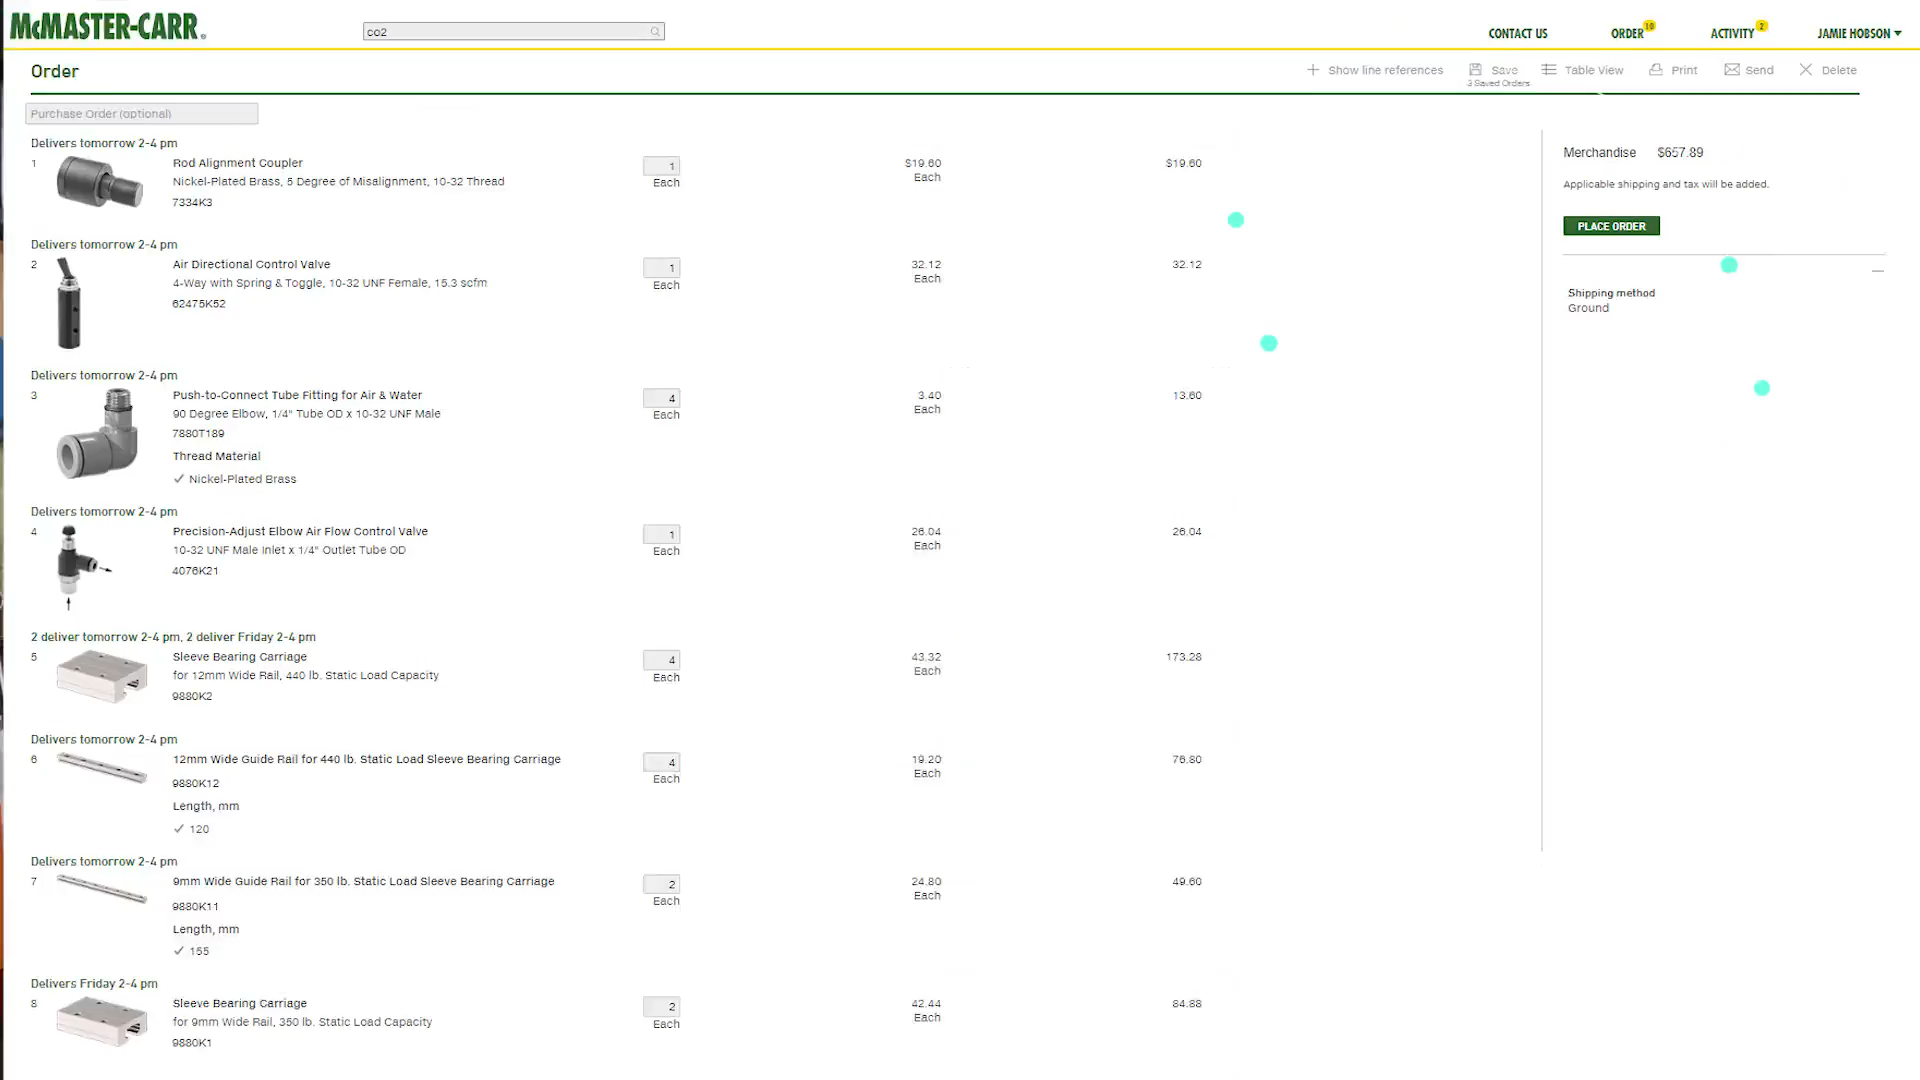 McMASTER-CARR®
co2
CONTACT US
ORDER 10
ACTIVITY 2
JAMIE HOBSON
Order
Show line references
Save
3 Saved Orders
Table View
Print
Send
Delete
Purchase Order (optional)
Delivers tomorrow 2-4 pm
1 Rod Alignment Coupler 1 $19.60 $19.60
Nickel-Plated Brass, 5 Degree of Misalignment, 10-32 Thread Each Each
7334K3
Delivers tomorrow 2-4 pm
2 Air Directional Control Valve 1 32.12 32.12
4-Way with Spring & Toggle, 10-32 UNF Female, 15.3 scfm Each Each
62475K52
Delivers tomorrow 2-4 pm
3 Push-to-Connect Tube Fitting for Air & Water 4 3.40 13.60
90 Degree Elbow, 1/4" Tube OD x 10-32 UNF Male Each Each
7880T189
Thread Material
Nickel-Plated Brass
Delivers tomorrow 2-4 pm
4 Precision-Adjust Elbow Air Flow Control Valve 1 26.04 26.04
10-32 UNF Male Inlet x 1/4" Outlet Tube OD Each Each
4076K21
2 deliver tomorrow 2-4 pm, 2 deliver Friday 2-4 pm
5 Sleeve Bearing Carriage 4 43.32 173.28
for 12mm Wide Rail, 440 lb. Static Load Capacity Each Each
9880K2
Delivers tomorrow 2-4 pm
6 12mm Wide Guide Rail for 440 lb. Static Load Sleeve Bearing Carriage 4 19.20 76.80
Each Each
9880K12
Length, mm
120
Delivers tomorrow 2-4 pm
7 9mm Wide Guide Rail for 350 lb. Static Load Sleeve Bearing Carriage 2 24.80 49.60
Each Each
9880K11
Length, mm
155
Delivers Friday 2-4 pm
8 Sleeve Bearing Carriage 2 42.44 84.88
for 9mm Wide Rail, 350 lb. Static Load Capacity Each Each
9880K1
Merchandise $657.89
Applicable shipping and tax will be added.
PLACE ORDER
Shipping method
Ground